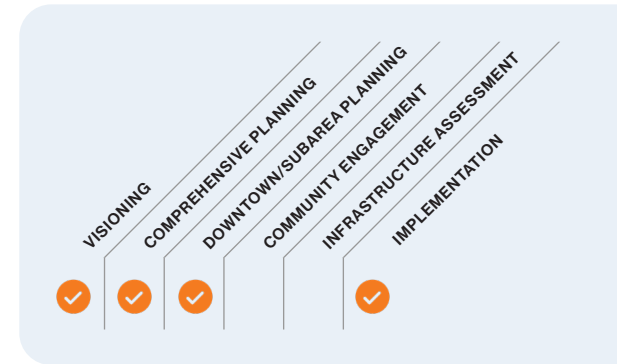 VISIONING
COMPREHENSIVE PLANNING
DOWNTOWN/SUBAREA PLANNING
COMMUNITY ENGAGEMENT
INFRASTRUCTURE ASSESSMENT
IMPLEMENTATION